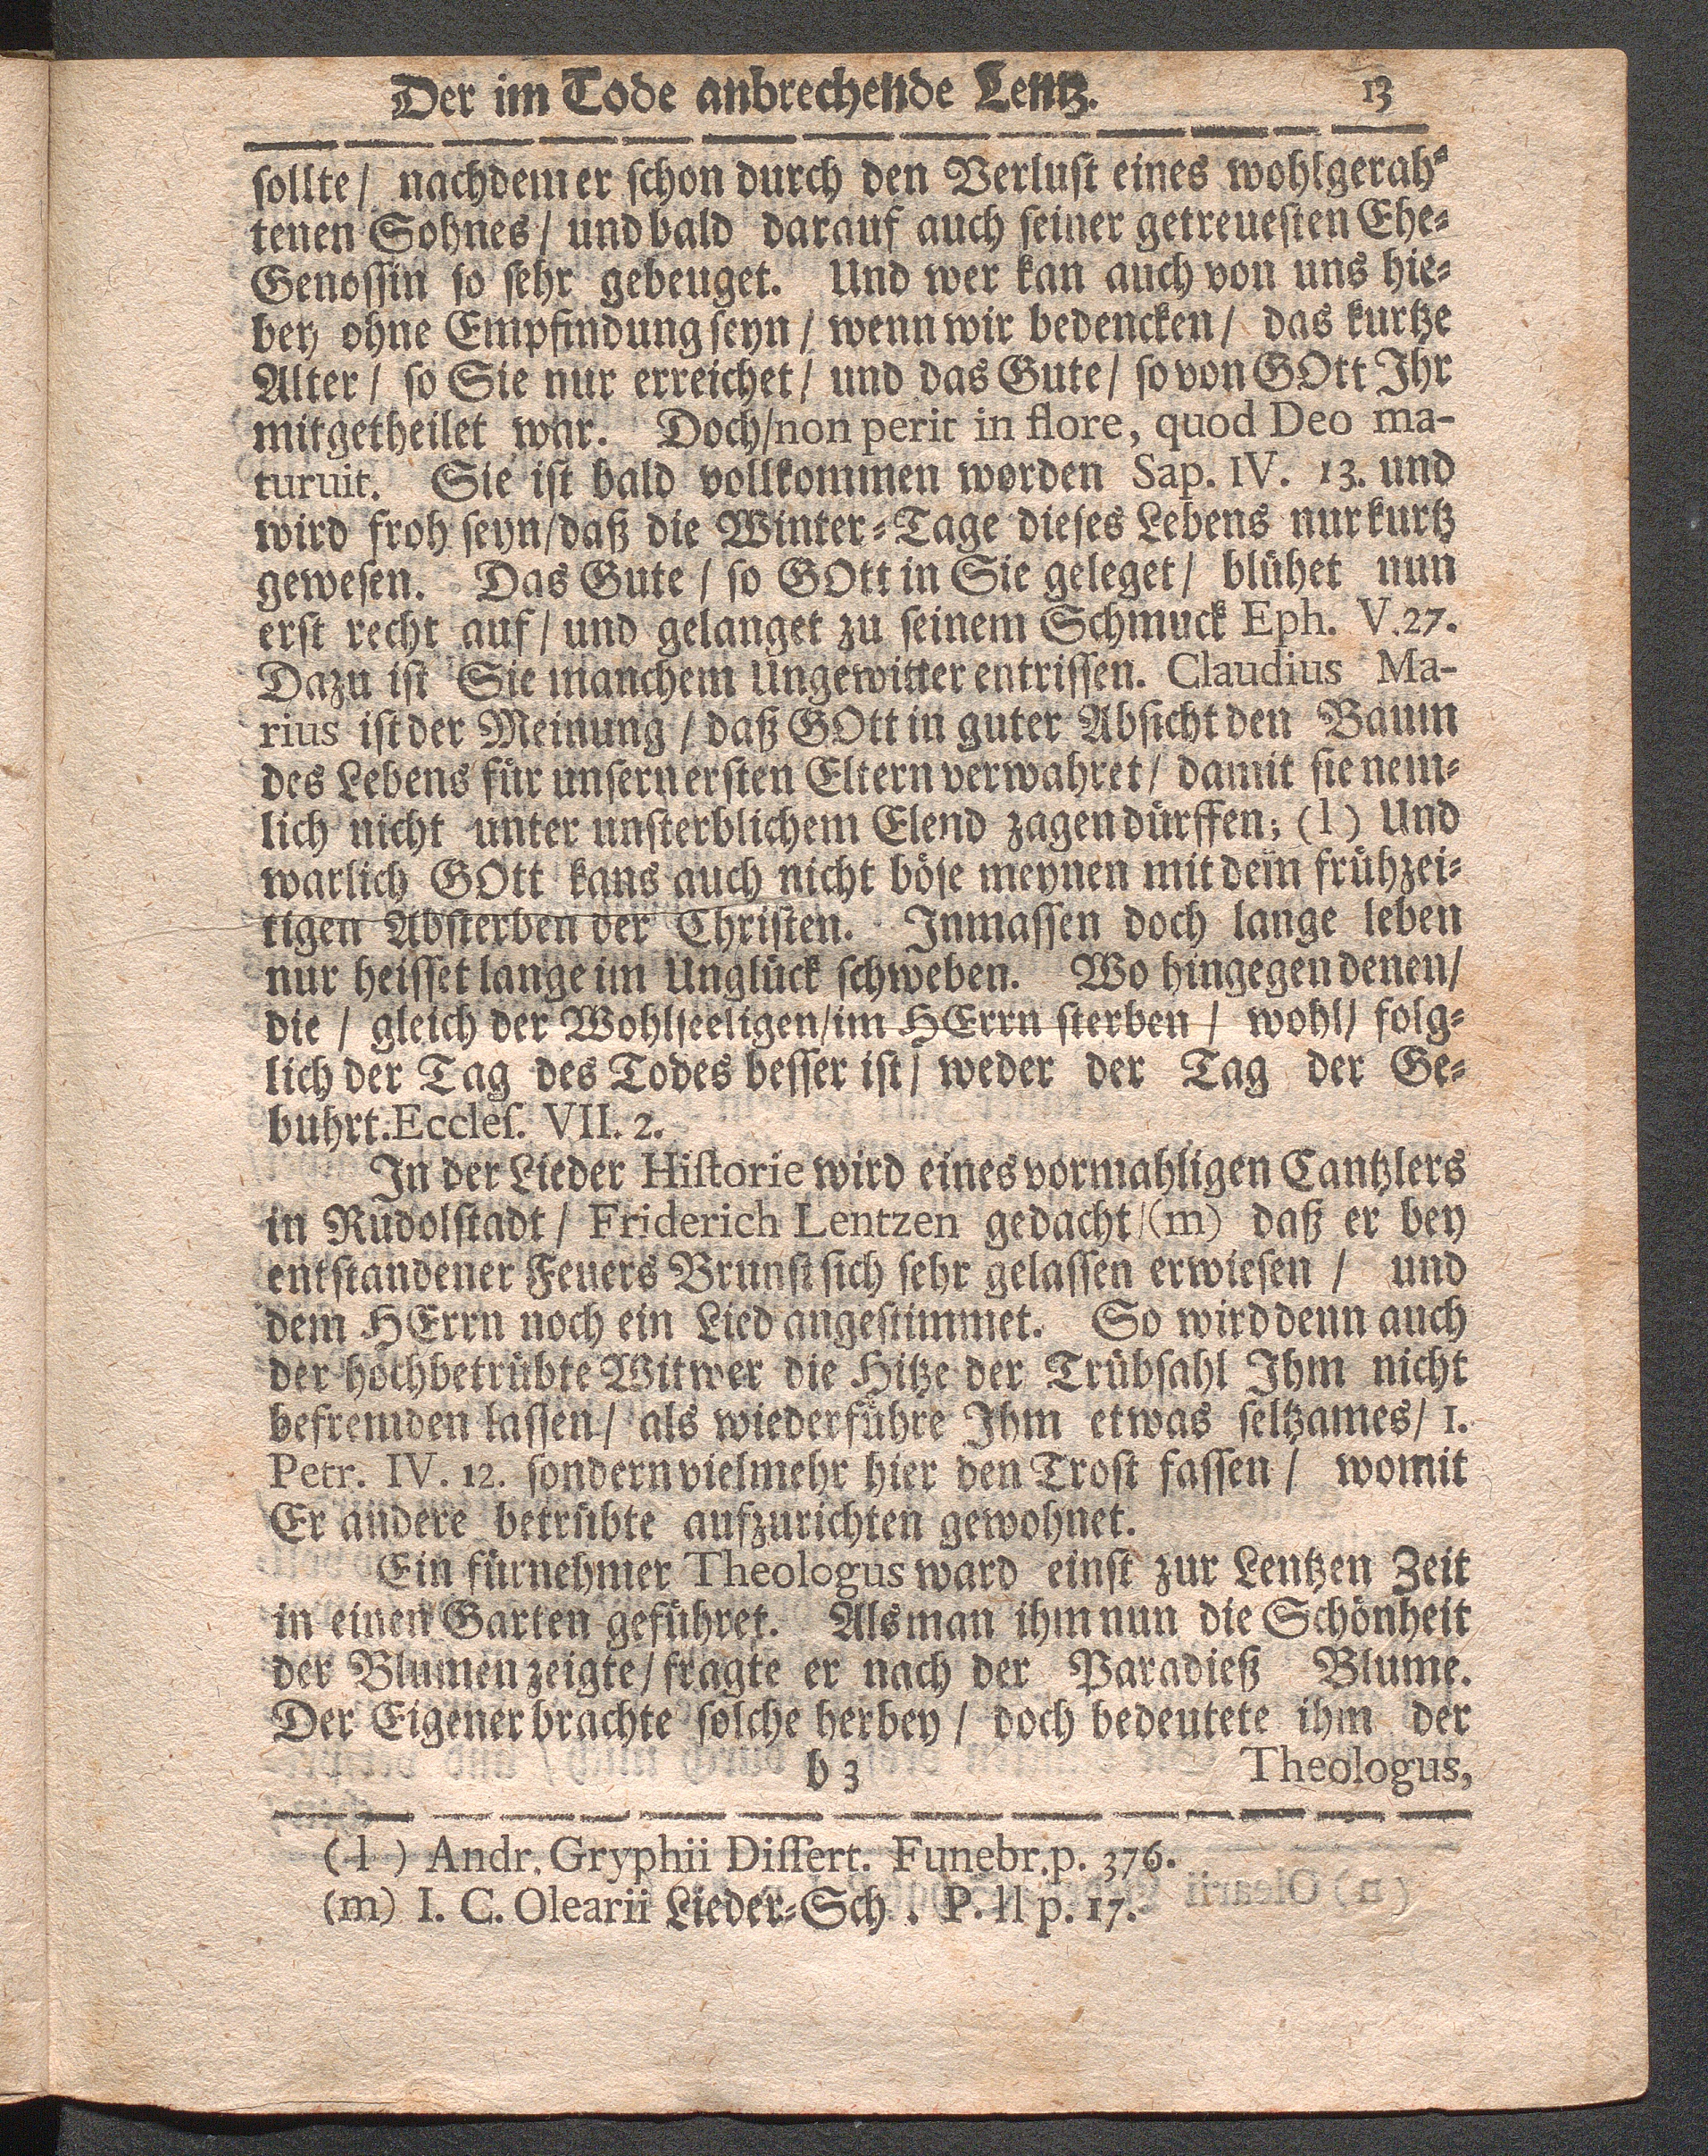 Der im Tode anbrechende Lentz. 13
sollte/ nachdem er schon durch den Verlust eines wohlgerah-
tenen Sohnes/ und bald darauf auch seiner getreuesten Ehe-
Genossin so sehr gebeuget. Und wer kan auch von uns hie-
bey ohne Empfindung seyn/ wenn wir bedencken/ das kurtze
Alter/ so Sie nur erreichet/ und das Gute/ so von GOtt Jhr
mitgetheilet war. Doch/ non perit in flore, quod Deo ma-
turuit. Sie ist bald vollkommen worden Sap. IV. 13. und
wird froh seyn/ daß die Winter-Tage dieses Lebens nur kurtz
gewesen. Das Gute/ so GOtt in Sie geleget/ blühet nun
erst recht auf/ und gelanget zu seinem Schmuck Eph. V. 27.
Dazu ist Sie manchem Ungewitter entrissen. Claudius Ma-
rius ist der Meinung/ daß GOtt in guter Absicht den Baum
des Lebens für unsern ersten Eltern verwahret/ damit sie nem-
lich nicht unter unsterblichem Elend zagen dürffen; (l) Und
warlich GOtt kans auch nicht böse meynen mit dem frühzei-
tigen Absterben der Christen. Jnmassen doch lange leben
nur heisset lange im Unglück schweben. Wo hingegen denen/
die/ gleich der Wohlseeligen/ im HErrn sterben/ wohl/ folg-
lich der Tag des Todes besser ist/ weder der Tag der Ge-
buhrt. Eccles. VII. 2.
Jn der Lieder Historie wird eines vormahligen Cantzlers
in Rudolstadt/ Friderich Lentzen gedacht/ (m) daß er bey
entstandener Feuers Brunst sich sehr gelassen erwiesen/ und
dem HErrn noch ein Lied angestimmet. So wird denn auch
der hochbetrübte Witwer die Hitze der Trübsahl Jhm nicht
befremden lassen/ als wiederführe Jhm etwas seltzames/ 1.
Petr. IV. 12. sondern vielmehr hier den Trost fassen/ womit
Er andere betrübte aufzurichten gewohnet.
Ein fürnehmer Theologus ward einst zur Lentzen Zeit
in einen Garten geführet. Als man ihm nun die Schönheit
der Blumen zeigte/ fragte er nach der Paradieß Blume.
Der Eigener brachte solche herbey/ doch bedeutete ihm der
b 3 Theologus,
(l) Andr. Gryphii Dissert. Funebr. p. 376.
(m) I. C. Olearii Lieder-Sch. P. II p. 17.